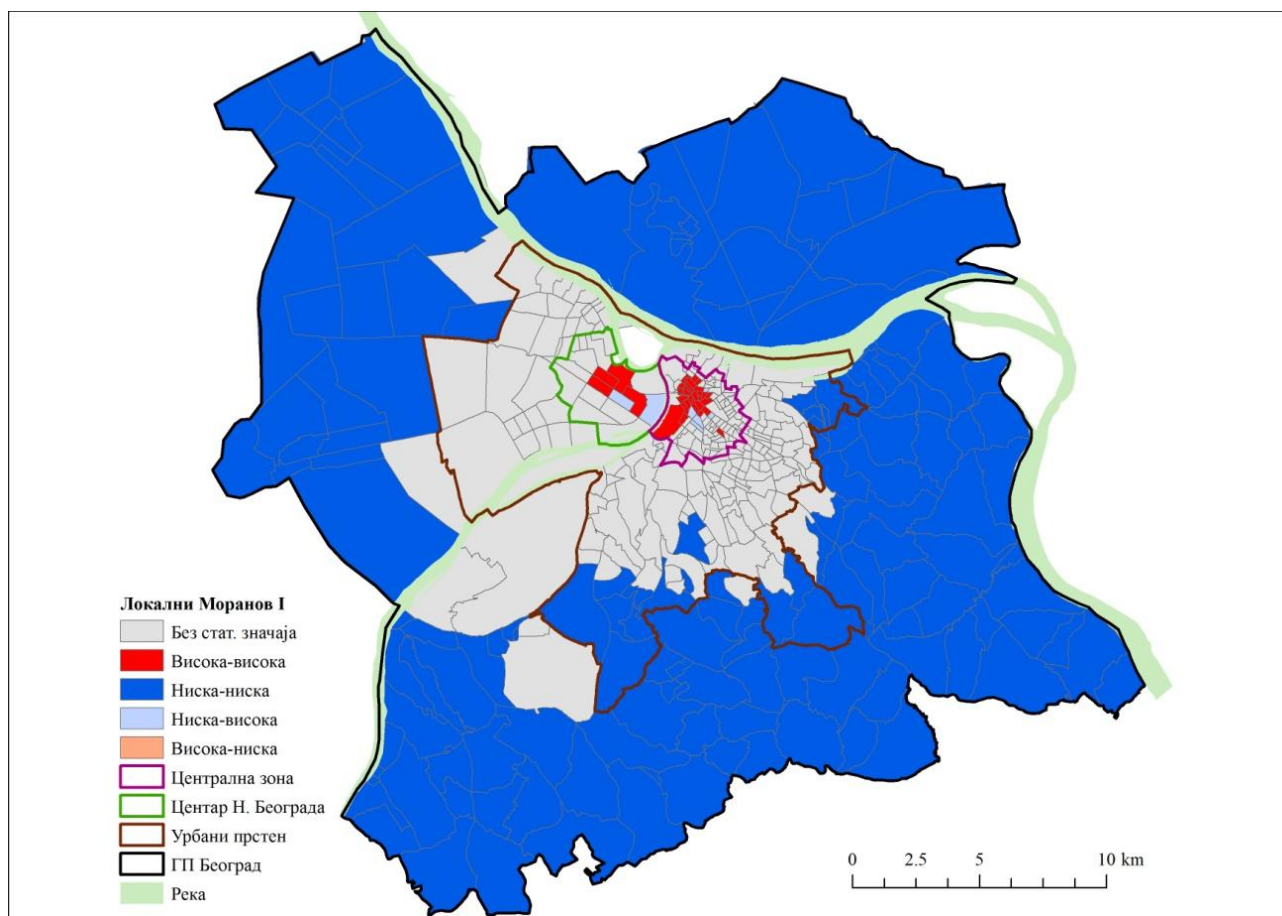 Локални Моранов I
Без стат. значаја
Висока-висока
Ниска-ниска
Ниска-висока
Висока-ниска
Централна зона
Центар Н. Београда
Урбани прстен
ГП Београд
Река
0 2.5 5 10 km